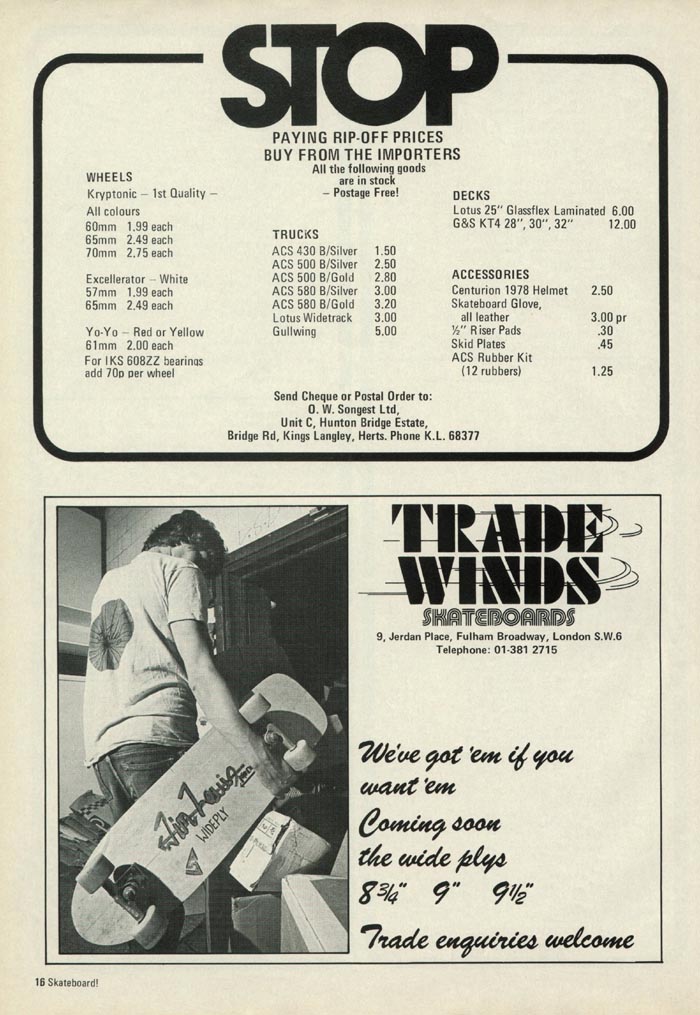 STOP
PAYING RIP-OFF PRICES
BUY FROM THE IMPORTERS
All the following goods
are in stock
– Postage Free!
WHEELS
Kryptonic – 1st Quality –
All colours
60mm 1.99 each
65mm 2.49 each
70mm 2.75 each
Excellerator – White
57mm 1.99 each
65mm 2.49 each
Yo-Yo – Red or Yellow
61mm 2.00 each
For IKS 608ZZ bearings
add 70p per wheel
TRUCKS
ACS 430 B/Silver 1.50
ACS 500 B/Silver 2.50
ACS 500 B/Gold 2.80
ACS 580 B/Silver 3.00
ACS 580 B/Gold 3.20
Lotus Widetrack 3.00
Gullwing 5.00
DECKS
Lotus 25" Glassflex Laminated 6.00
G&S KT4 28", 30", 32" 12.00
ACCESSORIES
Centurion 1978 Helmet 2.50
Skateboard Glove,
all leather 3.00 pr
½" Riser Pads .30
Skid Plates .45
ACS Rubber Kit
(12 rubbers) 1.25
Send Cheque or Postal Order to:
O. W. Songest Ltd,
Unit C, Hunton Bridge Estate,
Bridge Rd, Kings Langley, Herts. Phone K.L. 68377
TRADE
WINDS
SKATEBOARDS
9, Jerdan Place, Fulham Broadway, London S.W.6
Telephone: 01-381 2715
WIDEPLY
We've got 'em if you
want 'em
Coming soon
the wide plys
8¾" 9" 9½"
Trade enquiries welcome
16 Skateboard!